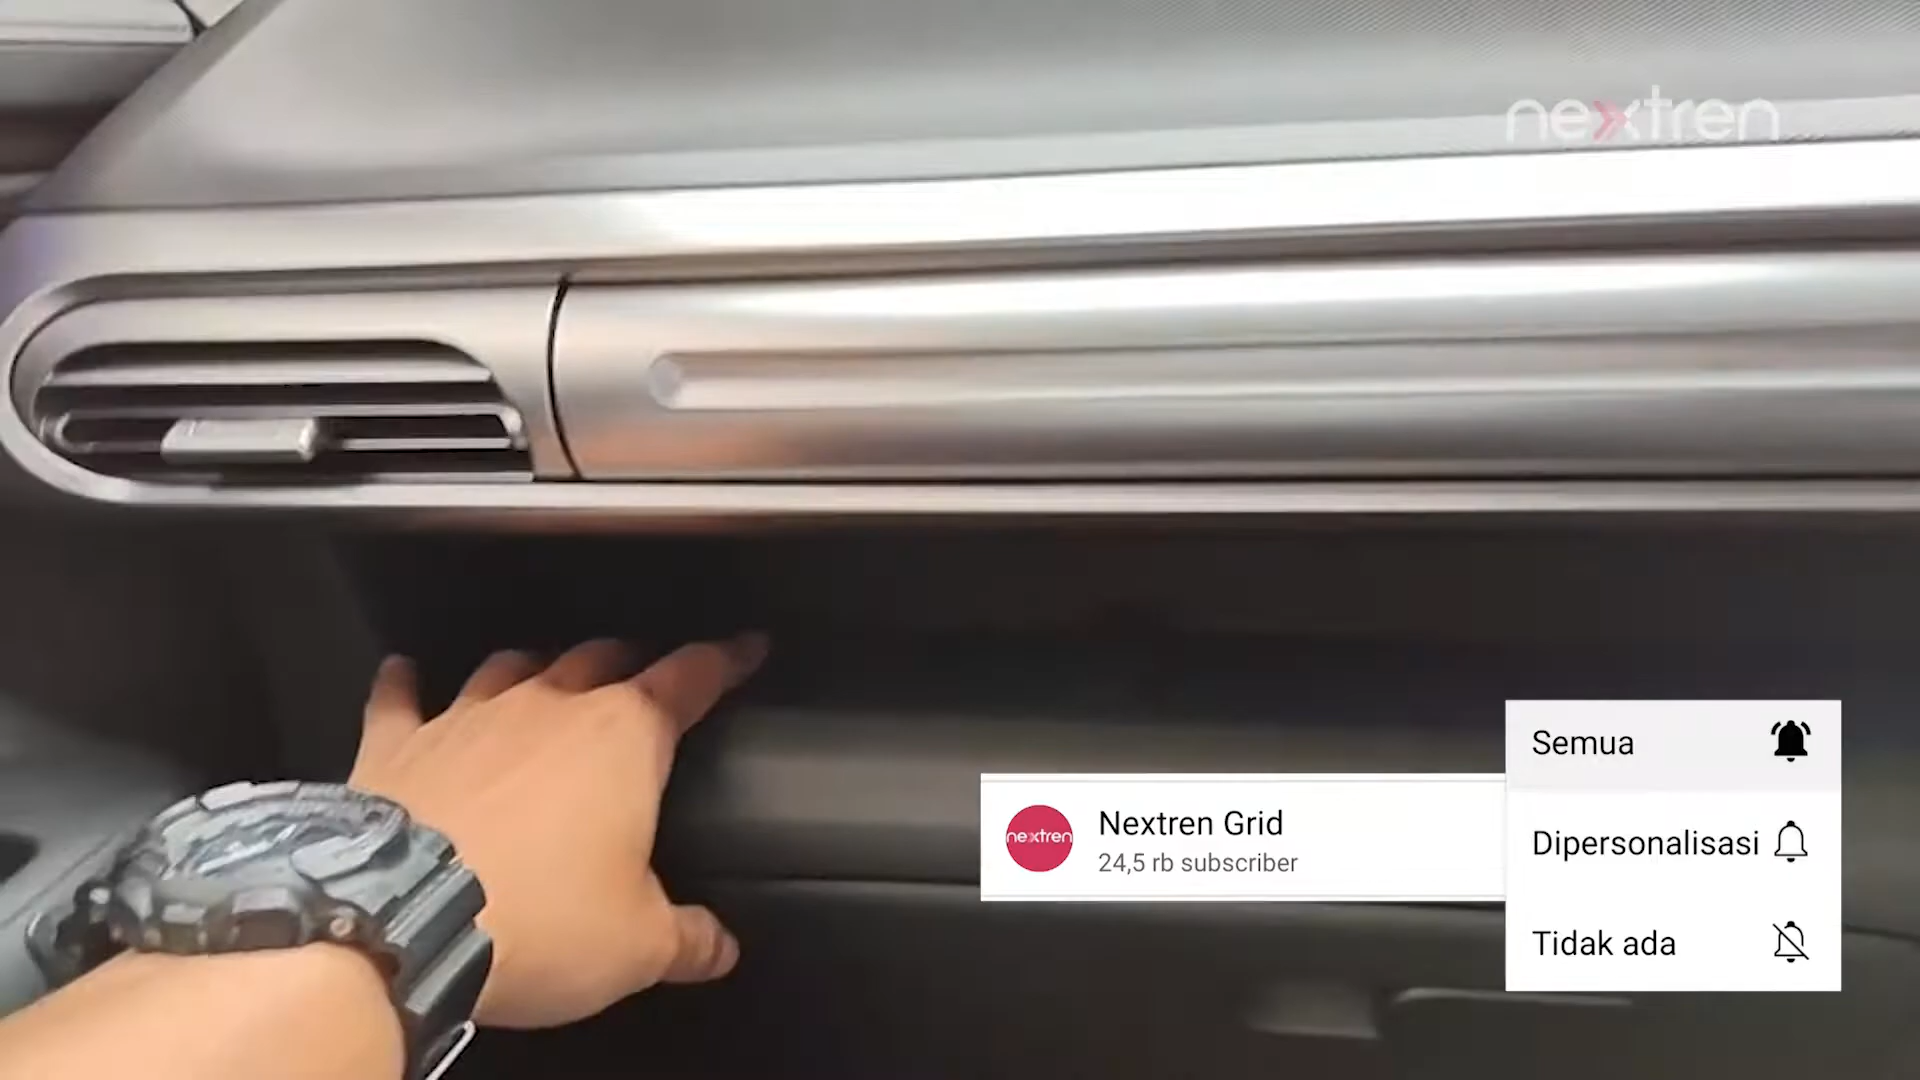 nextren
Semua
Nextren Grid
nextren
24,5 rb subscriber
Dipersonalisasi
Tidak ada